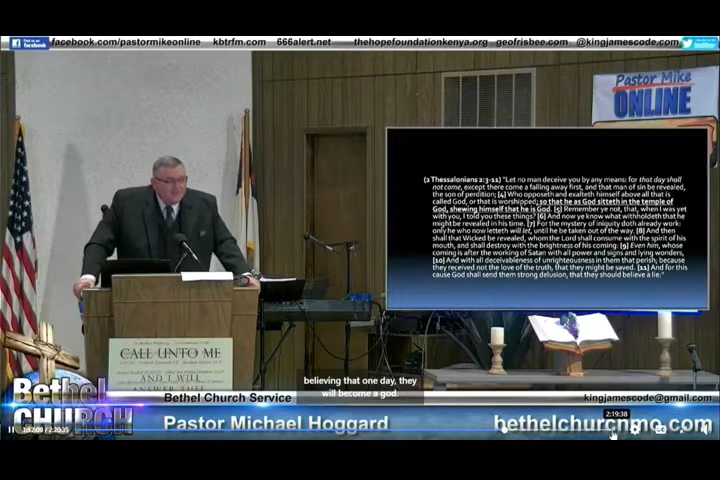 Find us on facebook
facebook.com/pastormikeonline kbtrfm.com 666alert.net thehopefoundationkenya.org geofrisbee.com @kingjamescode.com
Pastor Mike
ONLINE
(2 Thessalonians 2:3-11) "Let no man deceive you by any means: for that day shall
not come, except there come a falling away first, and that man of sin be revealed,
the son of perdition; [4] Who opposeth and exalteth himself above all that is
called God, or that is worshipped; so that he as God sitteth in the temple of
God, shewing himself that he is God. [5] Remember ye not, that, when I was yet
with you, I told you these things? [6] And now ye know what withholdeth that he
might be revealed in his time. [7] For the mystery of iniquity doth already work:
only he who now letteth will let, until he be taken out of the way. [8] And then
shall that Wicked be revealed, whom the Lord shall consume with the spirit of his
mouth, and shall destroy with the brightness of his coming: [9] Even him, whose
coming is after the working of Satan with all power and signs and lying wonders,
[10] And with all deceivableness of unrighteousness in them that perish; because
they received not the love of the truth, that they might be saved. [11] And for this
cause God shall send them strong delusion, that they should believe a lie:"
CALL UNTO ME
AND I WILL
ANSWER THEE
believing that one day, they
will become a god.
Bethel
CHURCH
Bethel Church Service
kingjamescode@gmail.com
Pastor Michael Hoggard
bethelchurchmo.com
2:19:38